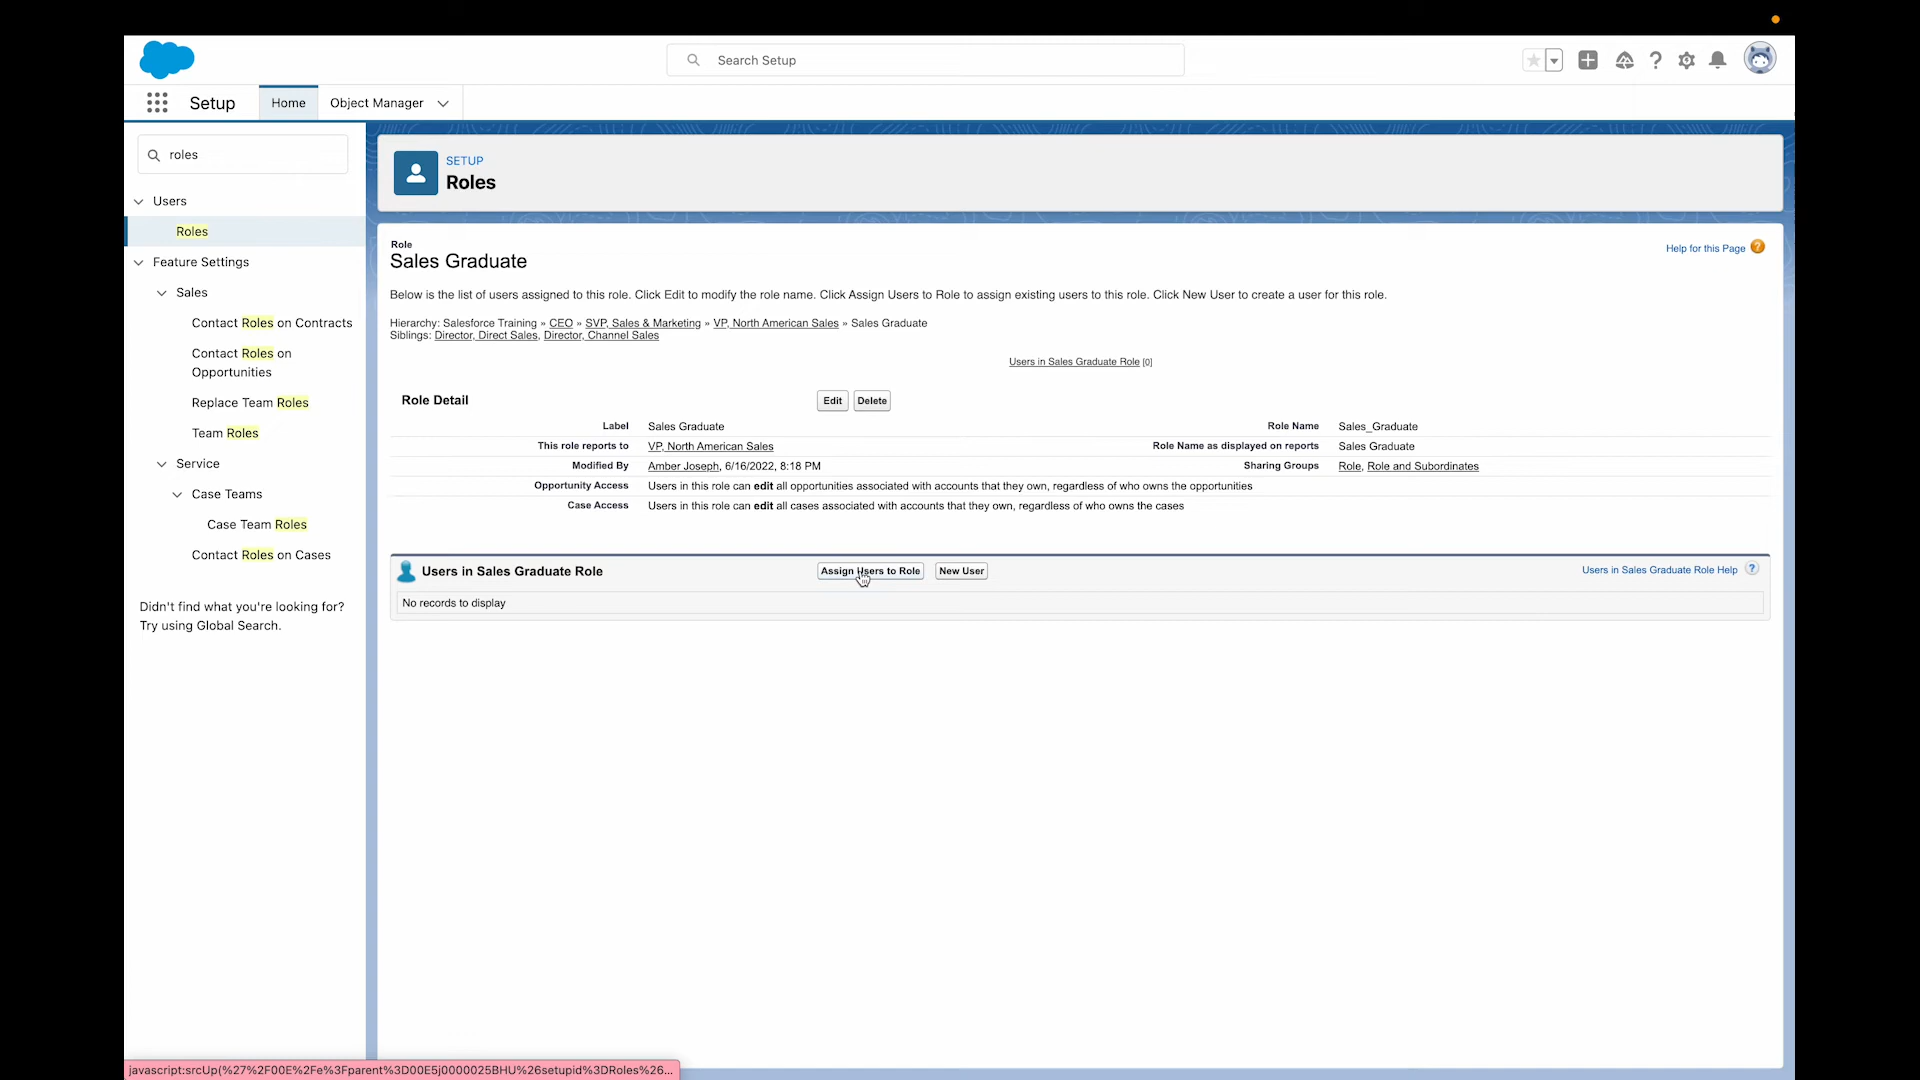 Search Setup
Setup
Home
Object Manager
roles
Users
Roles
Feature Settings
Sales
Contact Roles on Contracts
Contact Roles on
Opportunities
Replace Team Roles
Team Roles
Service
Case Teams
Case Team Roles
Contact Roles on Cases
Didn't find what you're looking for?
Try using Global Search.
SETUP
Roles
Role
Sales Graduate
Help for this Page ?
Below is the list of users assigned to this role. Click Edit to modify the role name. Click Assign Users to Role to assign existing users to this role. Click New User to create a user for this role.
Hierarchy: Salesforce Training » CEO » SVP, Sales & Marketing » VP, North American Sales » Sales Graduate
Siblings: Director, Direct Sales, Director, Channel Sales
Users in Sales Graduate Role [0]
Role Detail
Edit
Delete
Label Sales Graduate Role Name Sales_Graduate
This role reports to VP, North American Sales Role Name as displayed on reports Sales Graduate
Modified By Amber Joseph, 6/16/2022, 8:18 PM Sharing Groups Role, Role and Subordinates
Opportunity Access Users in this role can edit all opportunities associated with accounts that they own, regardless of who owns the opportunities
Case Access Users in this role can edit all cases associated with accounts that they own, regardless of who owns the cases
Users in Sales Graduate Role
Assign Users to Role
New User
Users in Sales Graduate Role Help ?
No records to display
javascript:srcUp(%27%2F00E%2Fe%3Fparent%3D00E5j0000025BHU%26setupid%3DRoles%26...